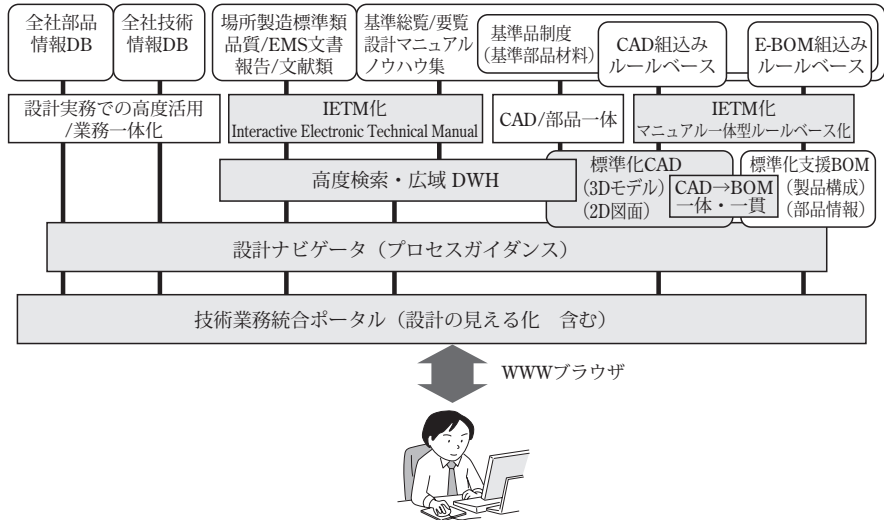 全社部品
情報DB
全社技術
情報DB
場所製造標準類
品質/EMS文書
報告/文献類
基準総覧/要覧
設計マニュアル
ノウハウ集
基準品制度
(基準部品材料)
CAD組込み
ルールベース
E-BOM組込み
ルールベース
設計実務での高度活用
/業務一体化
IETM化
Interactive Electronic Technical Manual
CAD/部品一体
IETM化
マニュアル一体型ルールベース化
高度検索・広域 DWH
標準化CAD
(3Dモデル)
(2D図面)
CAD→BOM
一体・一貫
標準化支援BOM
(製品構成)
(部品情報)
設計ナビゲータ(プロセスガイダンス)
技術業務統合ポータル(設計の見える化　含む)
WWWブラウザ